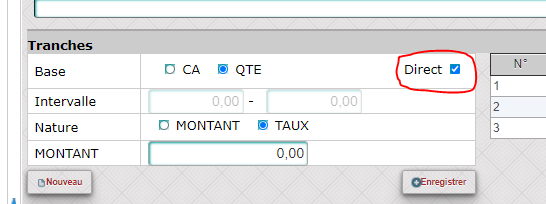 Tranches
Base CA QTE Direct
N°
Intervalle 0,00 - 0,00
1
Nature MONTANT TAUX
2
3
MONTANT 0,00
Nouveau Enregistrer